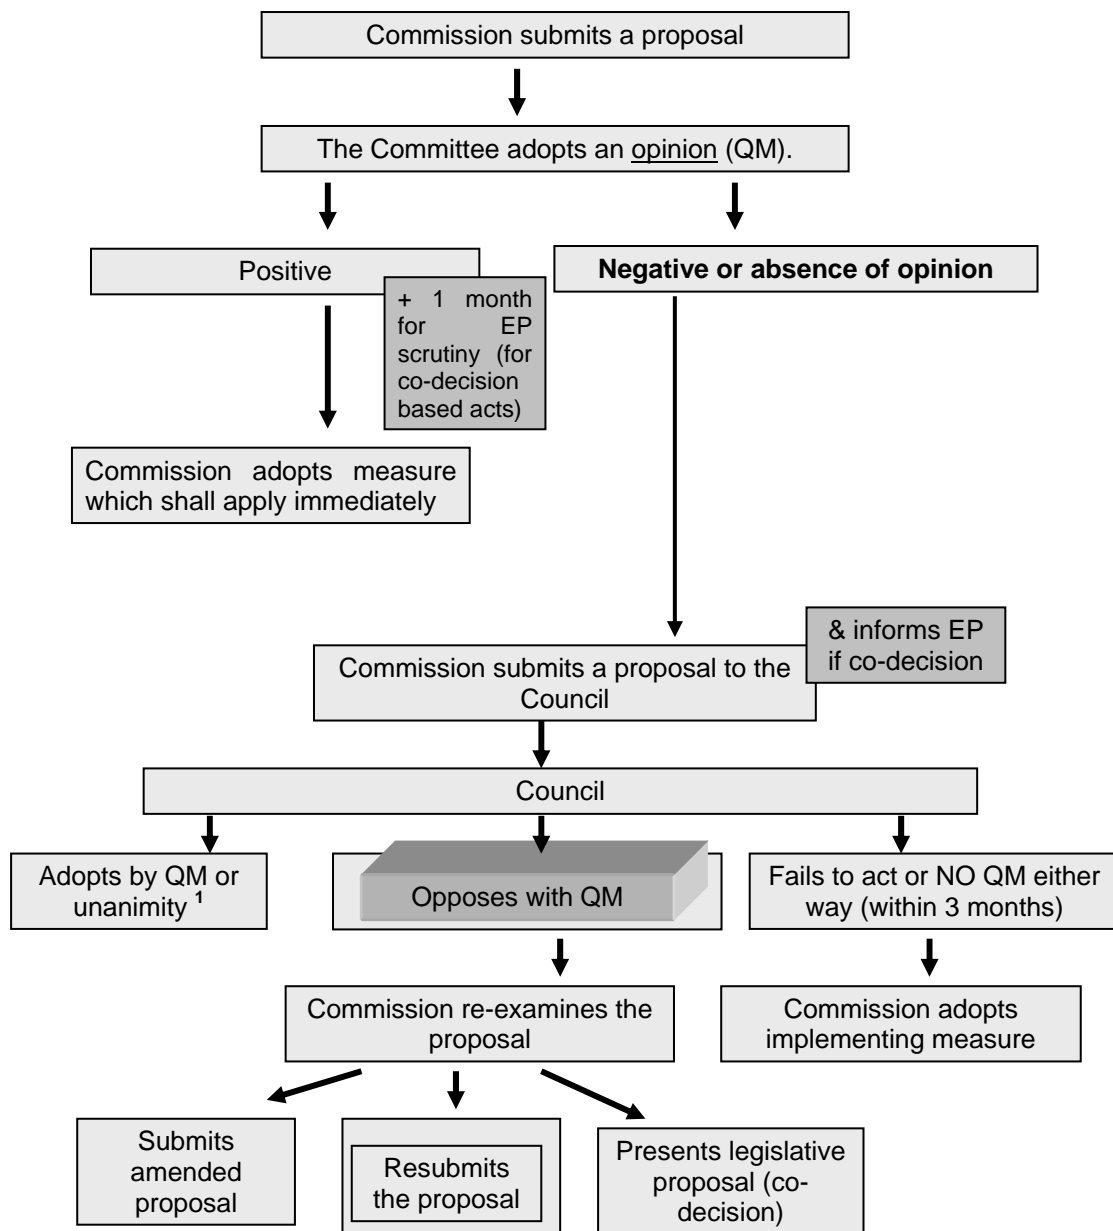 Commission submits a proposal
The Committee adopts an opinion (QM).
Positive
Negative or absence of opinion
+ 1 month
for EP
scrutiny (for
co-decision
based acts)
Commission adopts measure
which shall apply immediately
& informs EP
if co-decision
Commission submits a proposal to the
Council
Council
Adopts by QM or
unanimity 1
Opposes with QM
Fails to act or NO QM either
way (within 3 months)
Commission re-examines the
proposal
Commission adopts
implementing measure
Submits
amended
proposal
Resubmits
the proposal
Presents legislative
proposal (co-
decision)